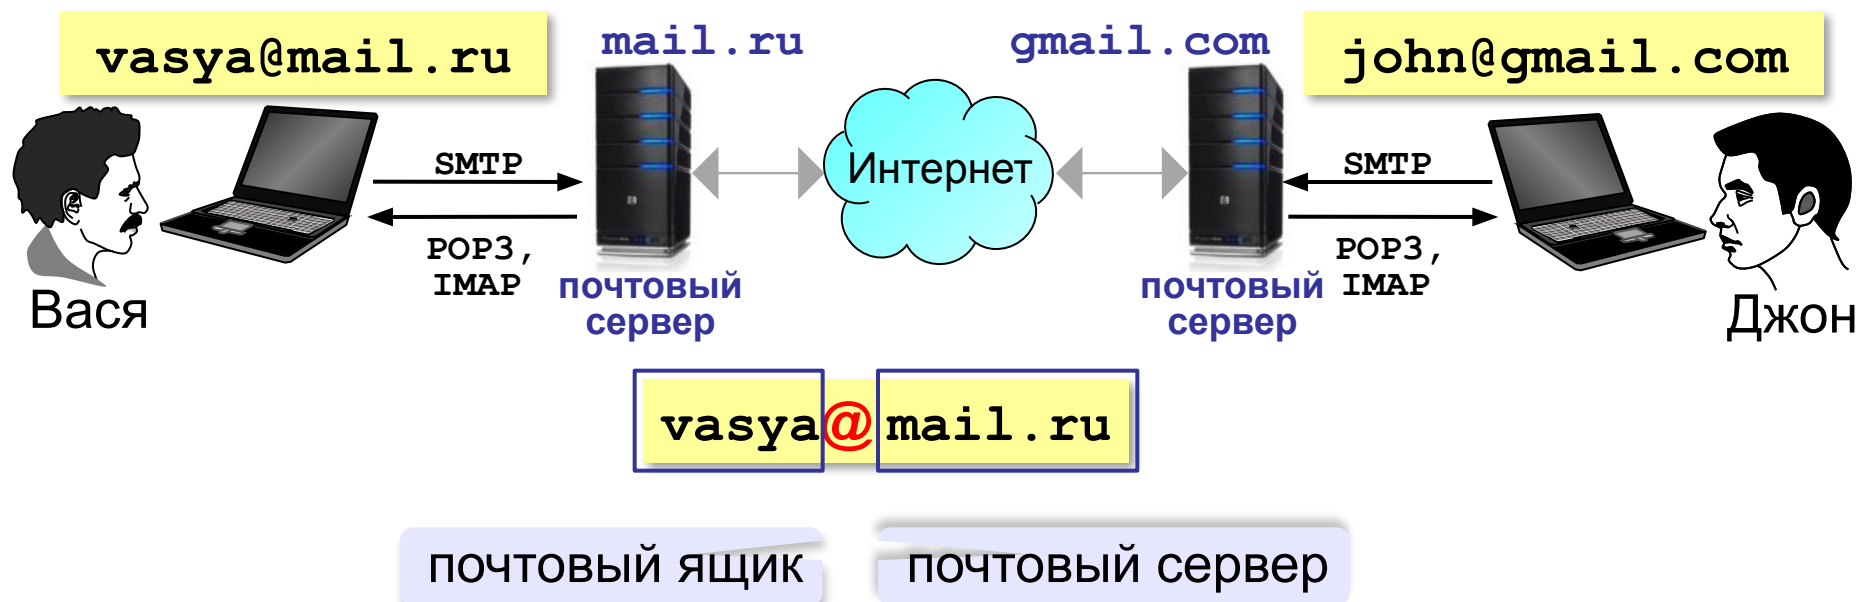 vasya@mail.ru
mail.ru
gmail.com
john@gmail.com
SMTP
Интернет
SMTP
POP3,
IMAP
POP3,
IMAP
почтовый
сервер
почтовый
сервер
Вася
Джон
vasya@mail.ru
почтовый ящик
почтовый сервер